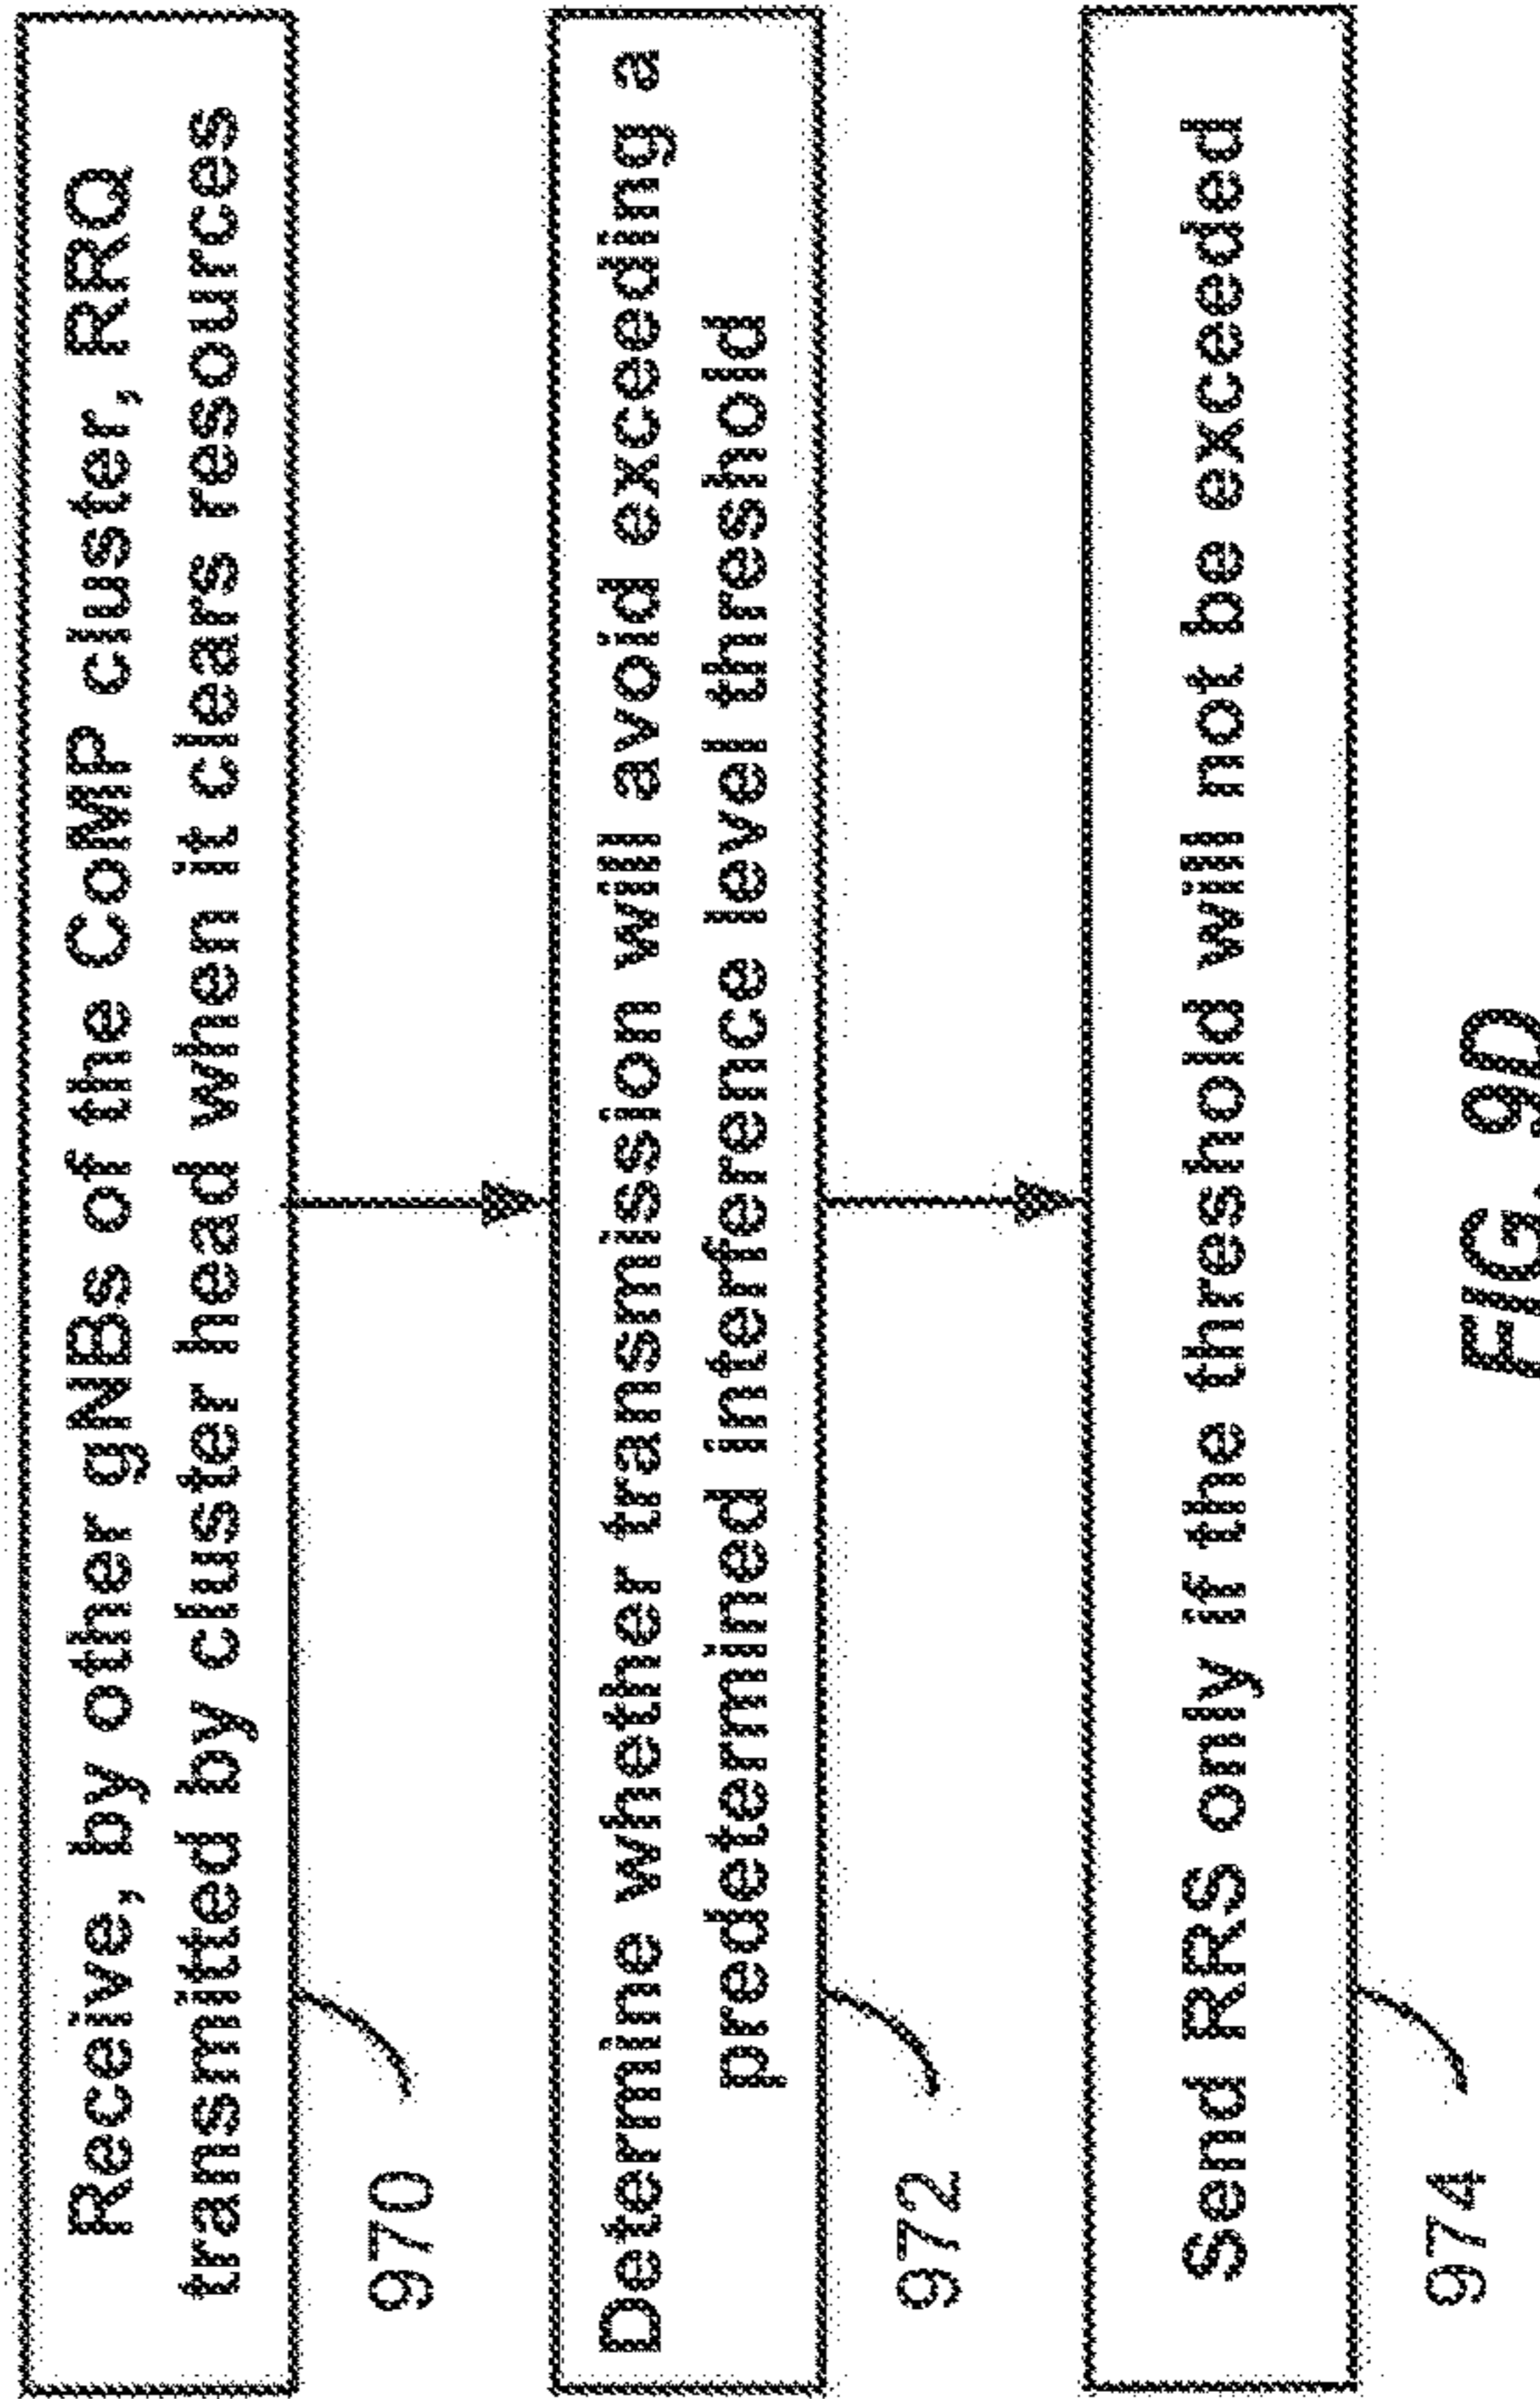 Receive, by other gNBs of the CoMP cluster, RRQ
transmitted by cluster head when it clears resources
970
Determine whether transmission will avoid exceeding a
predetermined interference level threshold
972
Send RRS only if the threshold will not be exceeded
974
FIG. 9D